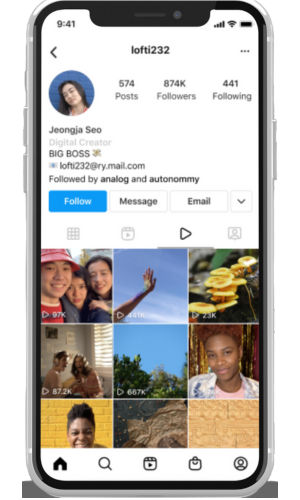 9:41
lofti232
574 874K 441
Posts Followers Following
Jeongja Seo
Digital Creator
BIG BOSS
lofti232@ry.mail.com
Followed by analog and autonommy
Follow Message Email
97K 441K 23K
87.2K 667K